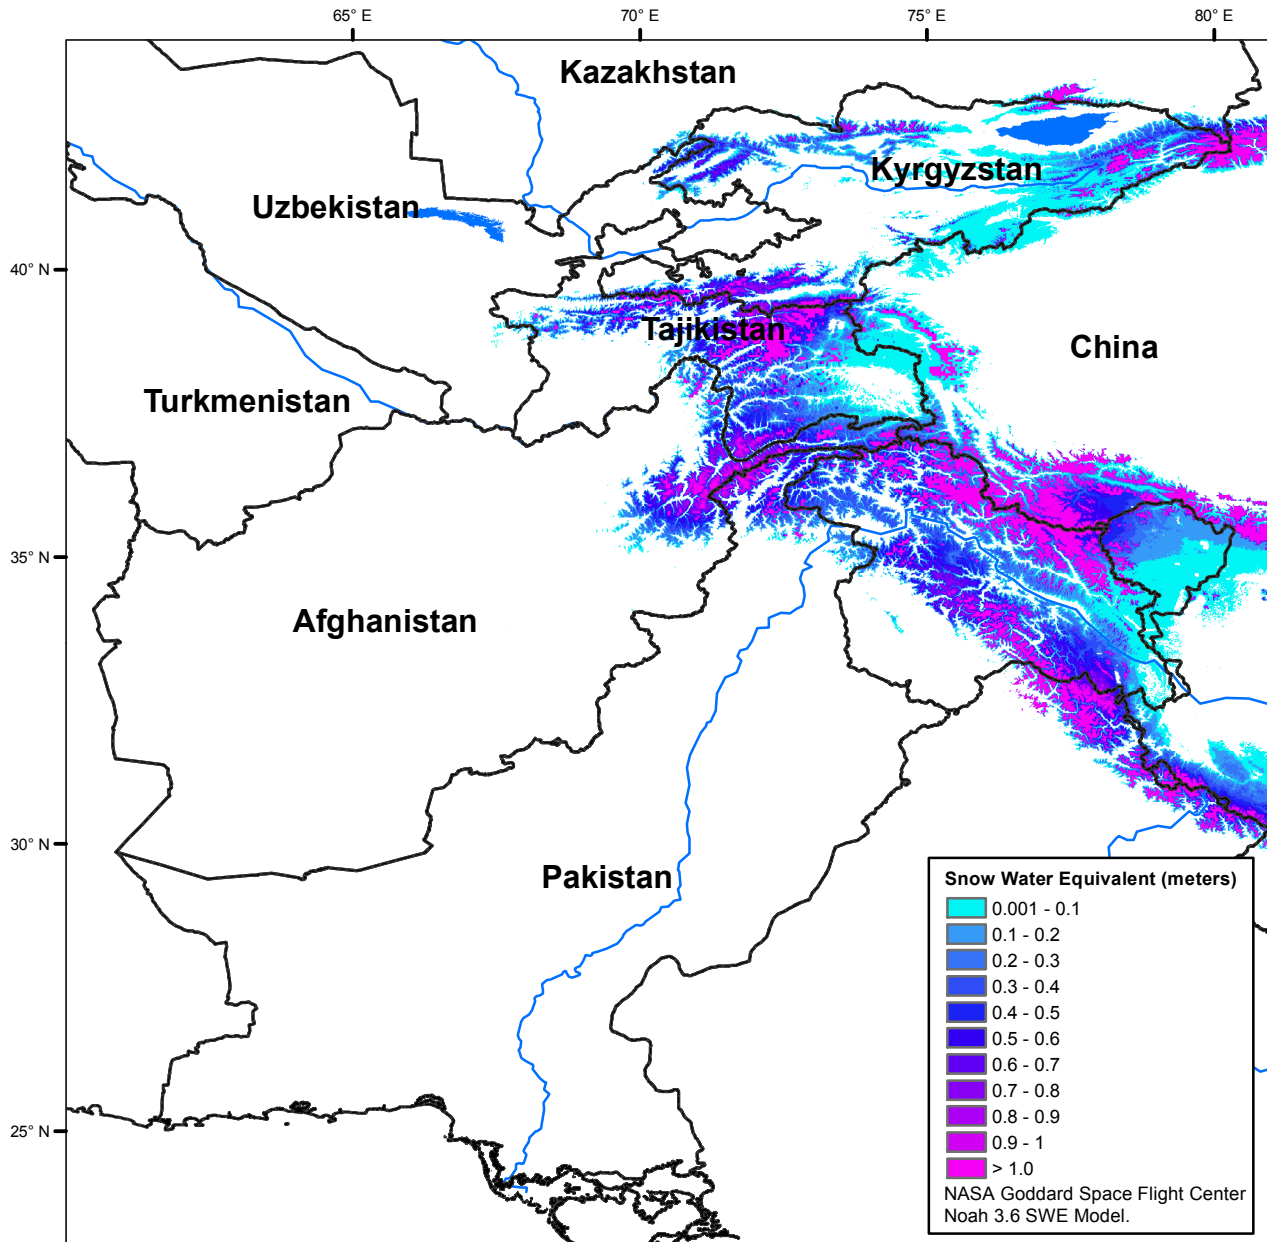 65° E
70° E
75° E
80° E
Kazakhstan
Kyrgyzstan
Uzbekistan
40° N
Tajikistan
China
Turkmenistan
35° N
Afghanistan
30° N
Pakistan
25° N
Snow Water Equivalent (meters)
0.001 - 0.1
0.1 - 0.2
0.2 - 0.3
0.3 - 0.4
0.4 - 0.5
0.5 - 0.6
0.6 - 0.7
0.7 - 0.8
0.8 - 0.9
0.9 - 1
> 1.0
NASA Goddard Space Flight Center
Noah 3.6 SWE Model.